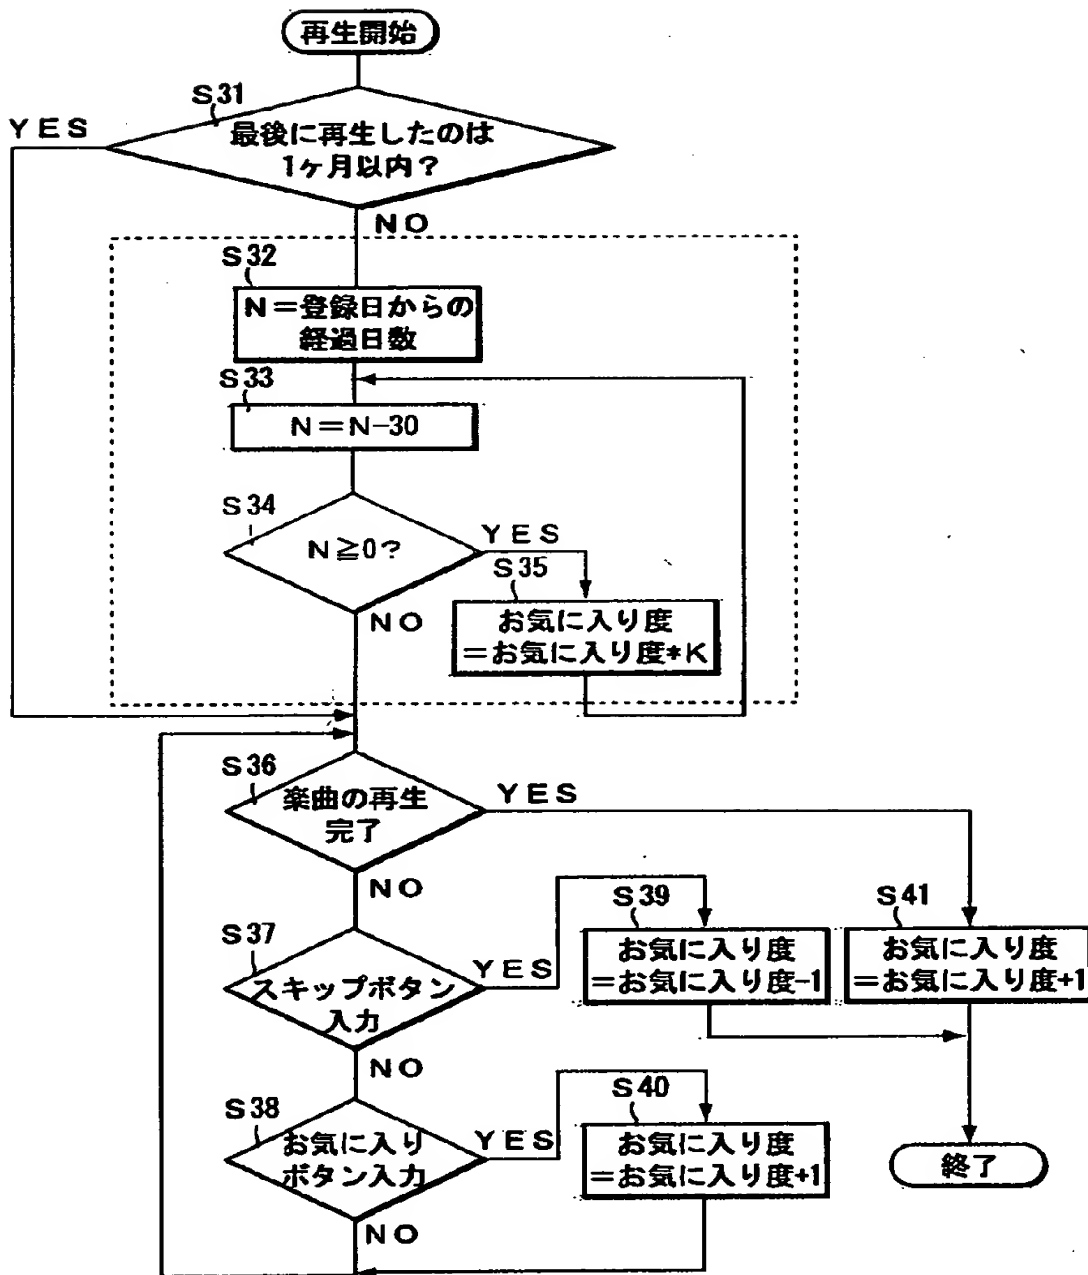 再生開始
S31
YES
最後に再生したのは
1ヶ月以内?
NO
S32
N=登録日からの
経過日数
S33
N=N-30
S34
N≧0?
YES
S35
お気に入り度
=お気に入り度*K
NO
S36
楽曲の再生
完了
YES
NO
S37
スキップボタン
入力
YES
S39
お気に入り度
=お気に入り度-1
S41
お気に入り度
=お気に入り度+1
NO
S38
お気に入り
ボタン入力
YES
S40
お気に入り度
=お気に入り度+1
終了
NO